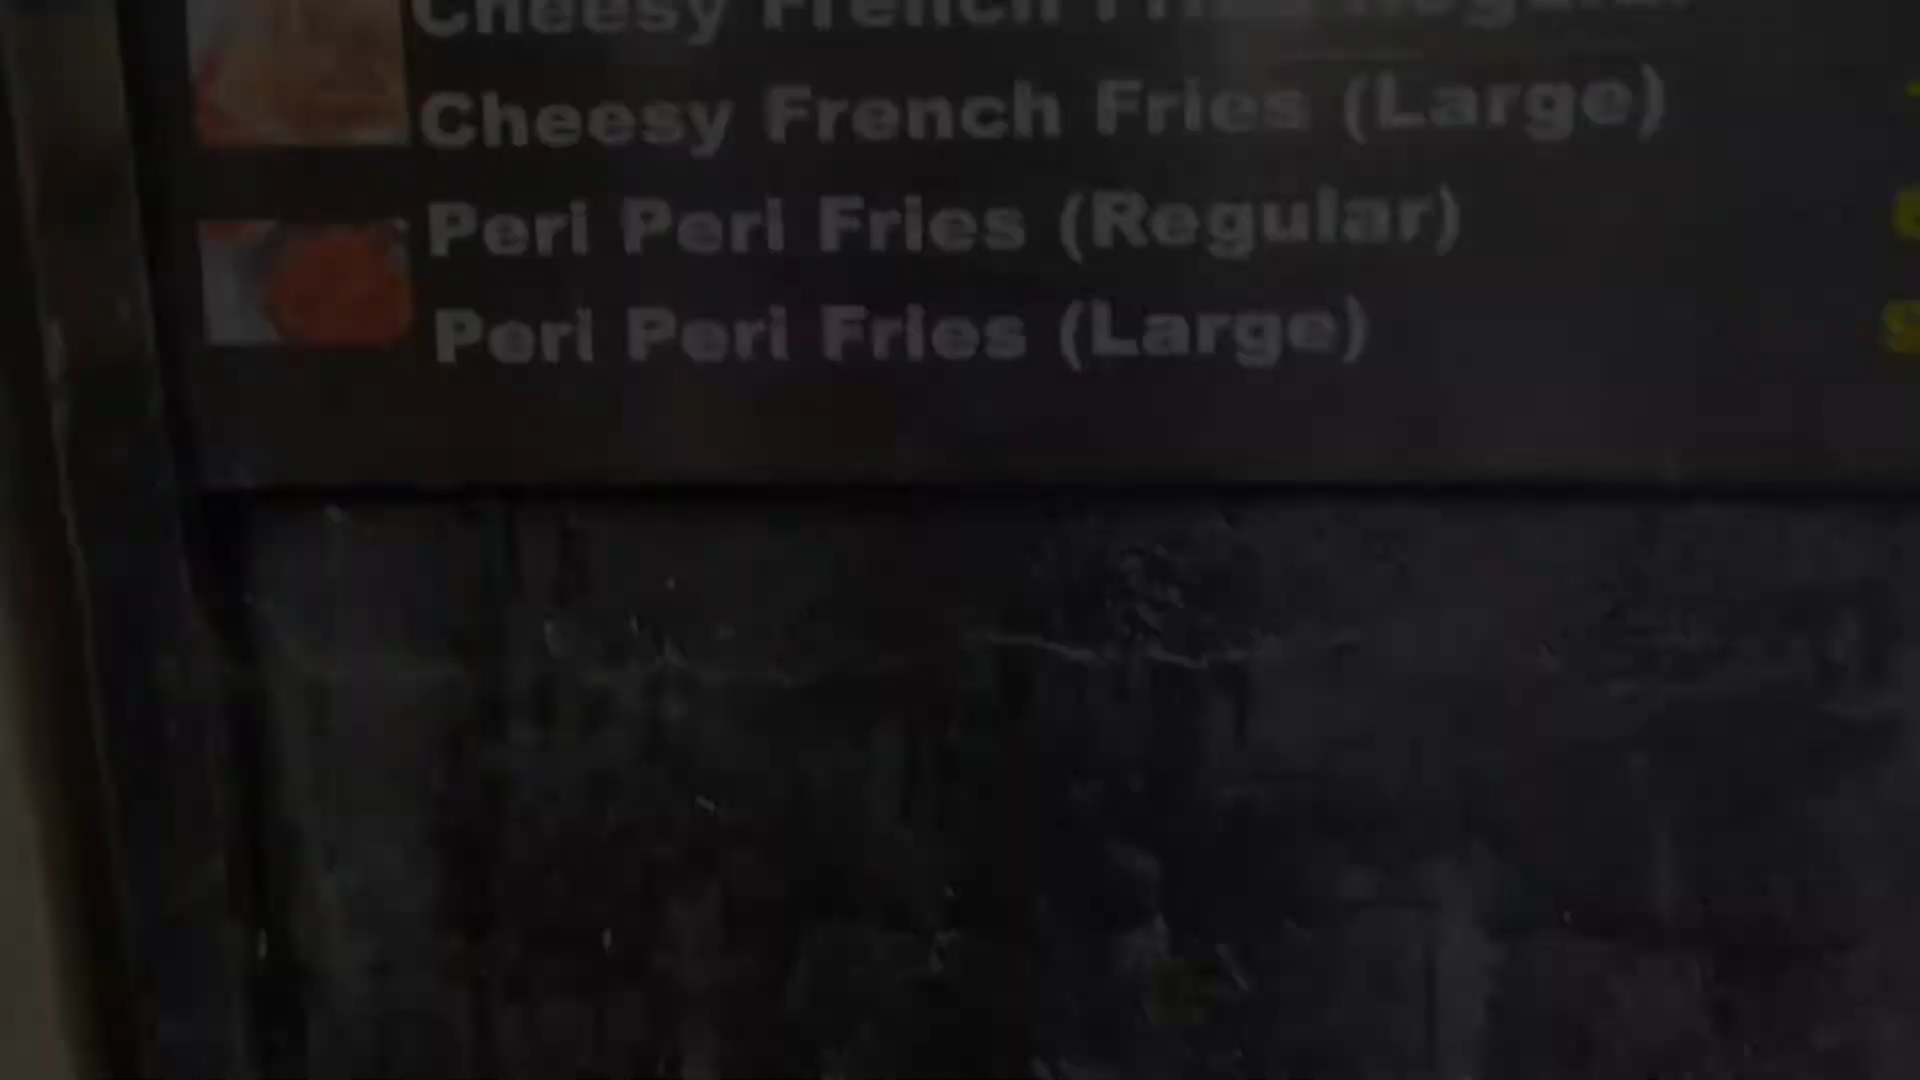 Cheesy French Fries Regular
Cheesy French Fries (Large)
Peri Peri Fries (Regular)
Peri Peri Fries (Large)